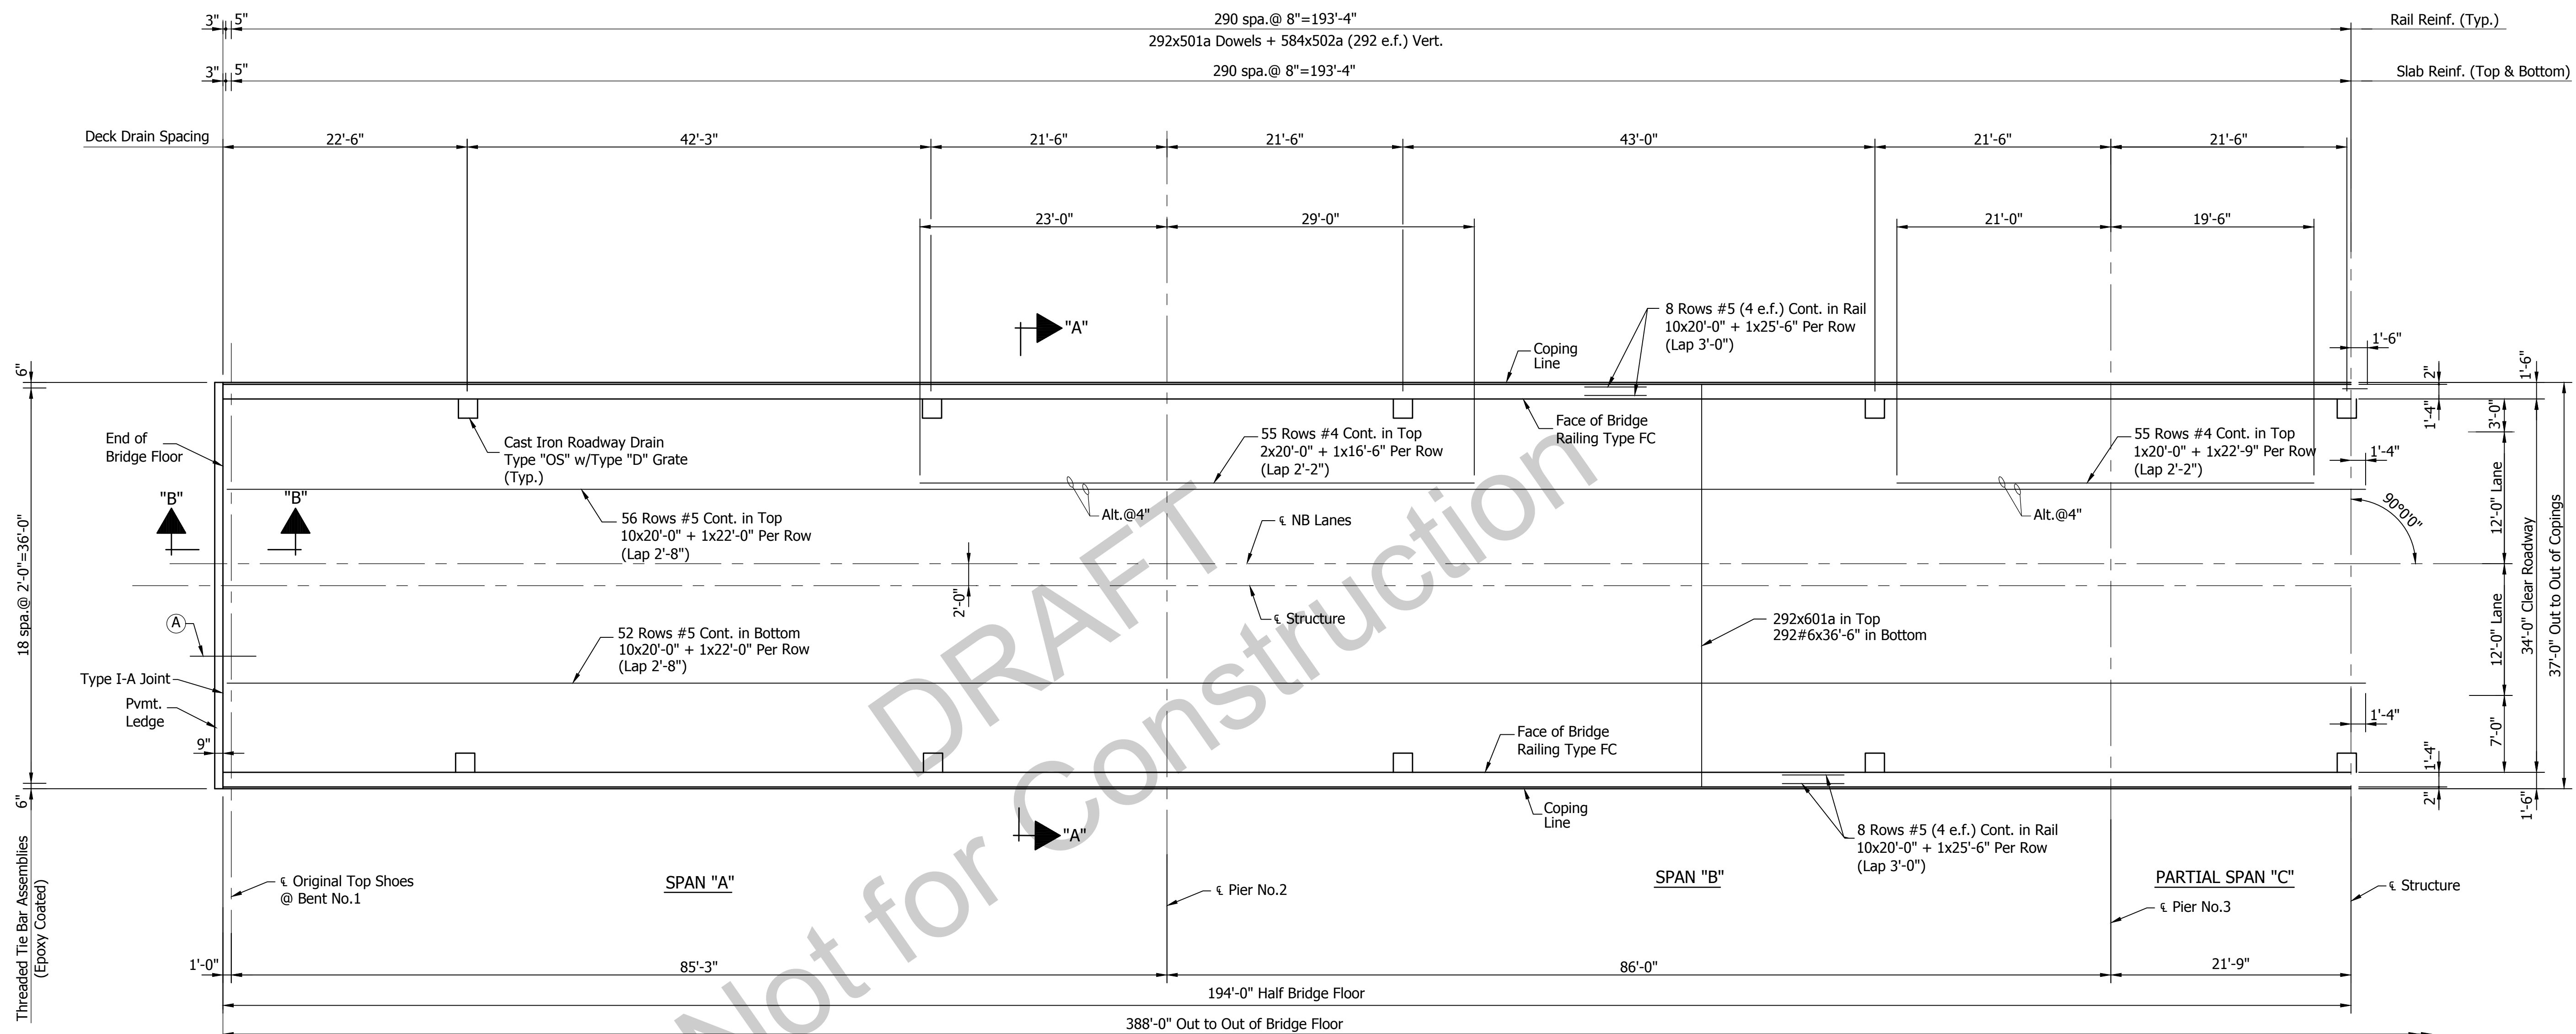 3" 5" 290 spa.@ 8"=193'-4" Rail Reinf. (Typ.)
292x501a Dowels + 584x502a (292 e.f.) Vert.
3" 5" 290 spa.@ 8"=193'-4" Slab Reinf. (Top & Bottom)
Deck Drain Spacing 22'-6" 42'-3" 21'-6" 21'-6" 43'-0" 21'-6" 21'-6"
23'-0" 29'-0" 21'-0" 19'-6"
"A"
8 Rows #5 (4 e.f.) Cont. in Rail
10x20'-0" + 1x25'-6" Per Row
(Lap 3'-0")
Coping
Line
1'-6"
6"
2"
1'-6"
1'-4"
3'-0"
End of
Bridge Floor
Cast Iron Roadway Drain
Type "OS" w/Type "D" Grate
(Typ.)
55 Rows #4 Cont. in Top
2x20'-0" + 1x16'-6" Per Row
(Lap 2'-2")
Face of Bridge
Railing Type FC
55 Rows #4 Cont. in Top
1x20'-0" + 1x22'-9" Per Row
(Lap 2'-2")
1'-4"
"B" "B"
56 Rows #5 Cont. in Top
10x20'-0" + 1x22'-0" Per Row
(Lap 2'-8")
Alt.@4"
Alt.@4"
℄ NB Lanes
90°0'0"
12'-0" Lane
18 spa.@ 2'-0"=36'-0"
34'-0" Clear Roadway
37'-0" Out to Out of Copings
2'-0"
℄ Structure
A
52 Rows #5 Cont. in Bottom
10x20'-0" + 1x22'-0" Per Row
(Lap 2'-8")
292x601a in Top
292#6x36'-6" in Bottom
12'-0" Lane
Type I-A Joint
Pvmt.
Ledge
9"
Face of Bridge
Railing Type FC
1'-4"
7'-0"
1'-4"
2"
1'-6"
6"
Coping
Line
"A"
8 Rows #5 (4 e.f.) Cont. in Rail
10x20'-0" + 1x25'-6" Per Row
(Lap 3'-0")
Threaded Tie Bar Assemblies
(Epoxy Coated)
℄ Original Top Shoes
@ Bent No.1
SPAN "A"
℄ Pier No.2
SPAN "B"
PARTIAL SPAN "C"
℄ Pier No.3
℄ Structure
1'-0" 85'-3" 86'-0" 21'-9"
194'-0" Half Bridge Floor
388'-0" Out to Out of Bridge Floor
DRAFT
Not for Construction